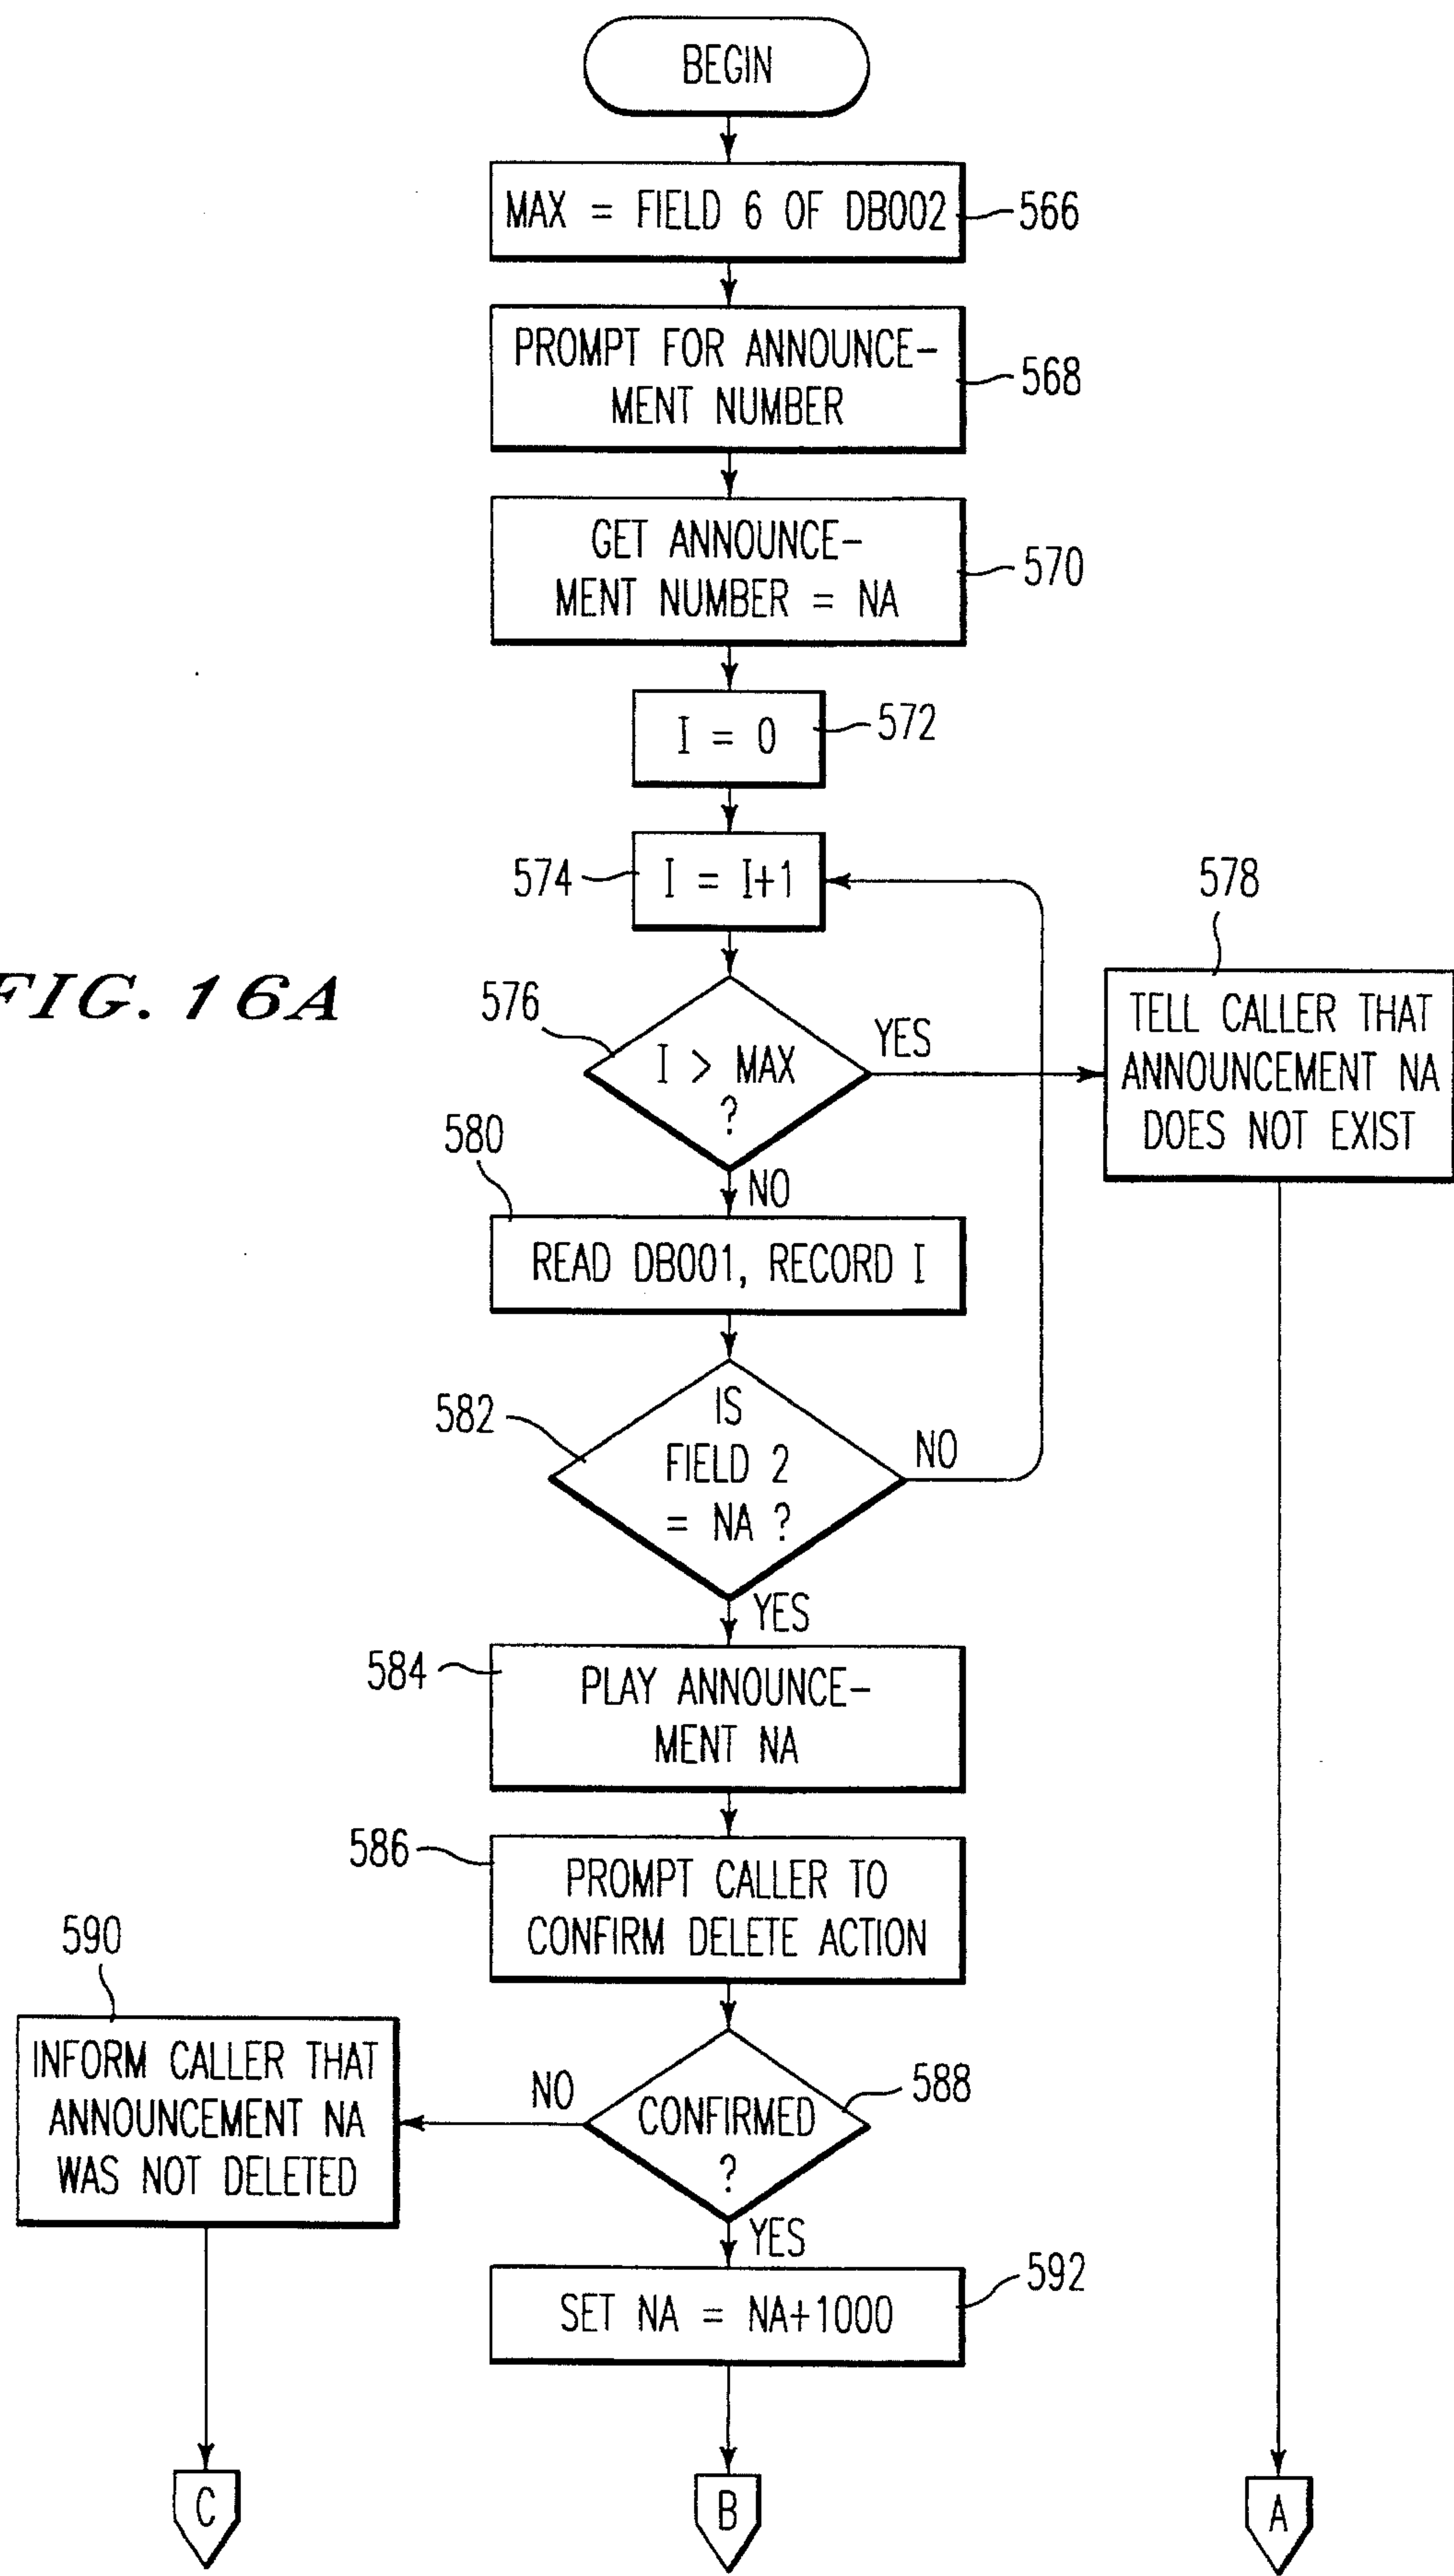 BEGIN
MAX = FIELD 6 OF DB002
566
PROMPT FOR ANNOUNCE-
MENT NUMBER
568
GET ANNOUNCE-
MENT NUMBER = NA
570
I = 0
572
574
I = I+1
578
FIG. 16A
576
I > MAX
?
YES
TELL CALLER THAT
ANNOUNCEMENT NA
DOES NOT EXIST
580
NO
READ DB001, RECORD I
582
IS
FIELD 2
= NA ?
NO
YES
584
PLAY ANNOUNCE-
MENT NA
586
PROMPT CALLER TO
CONFIRM DELETE ACTION
590
INFORM CALLER THAT
ANNOUNCEMENT NA
WAS NOT DELETED
NO
CONFIRMED
?
588
YES
SET NA = NA+1000
592
C
B
A